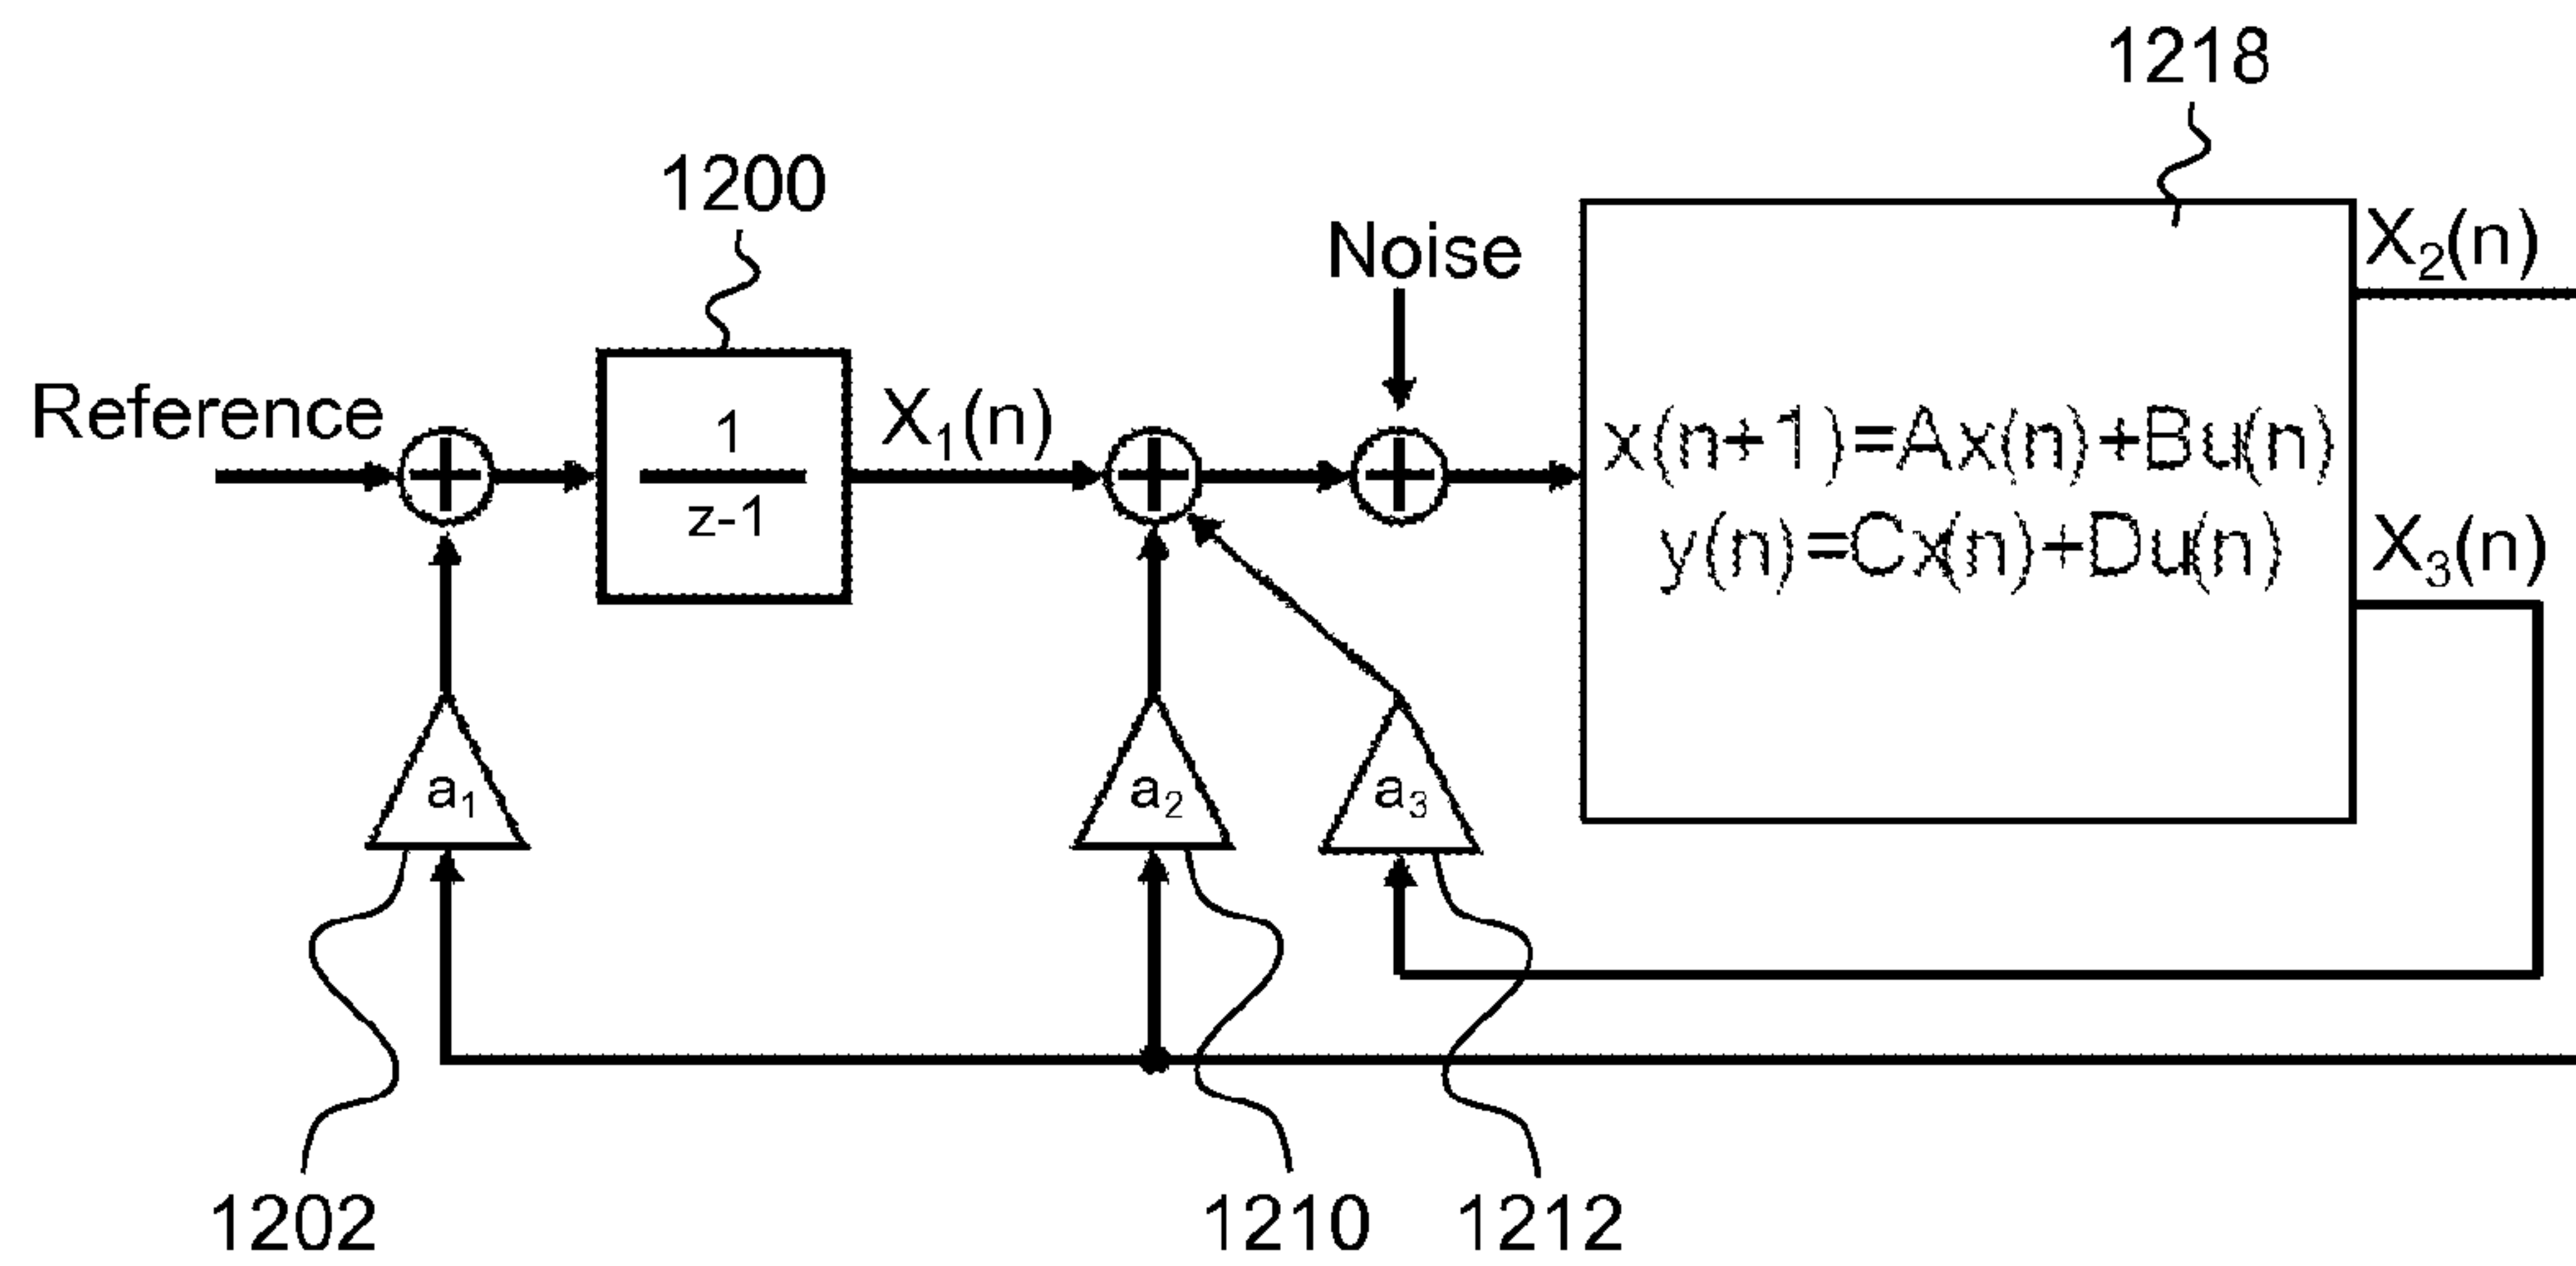 1218
1200
Noise
X₂(n)
Reference
1
z-1
X₁(n)
x(n+1)=Ax(n)+Bu(n)
y(n)=Cx(n)+Du(n)
X₃(n)
a₁
a₂
a₃
1202
1210
1212